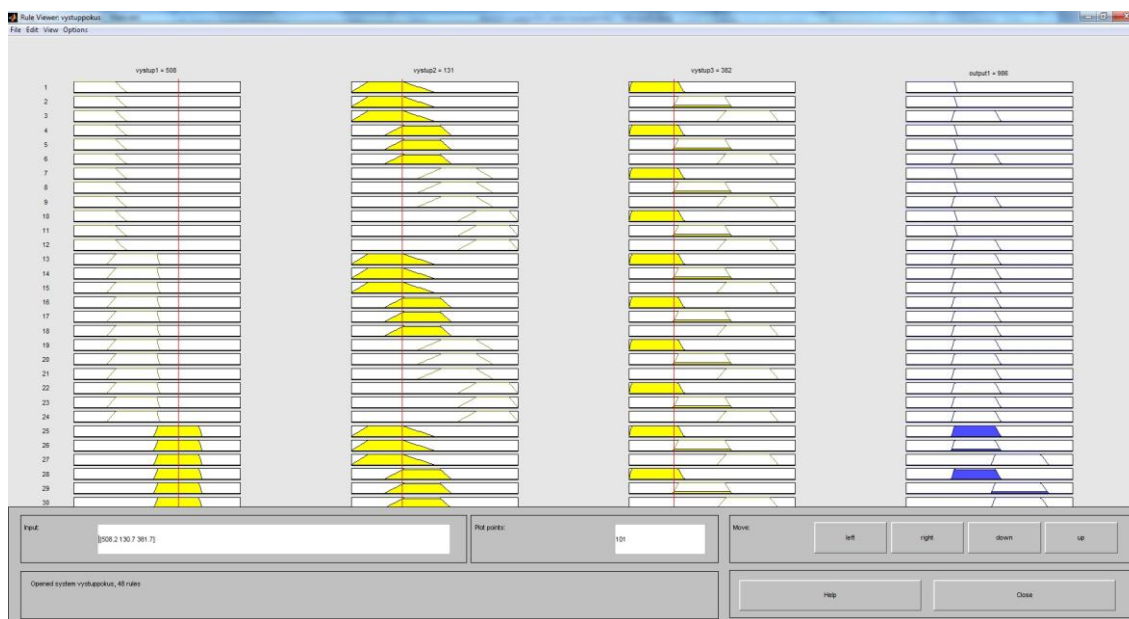 Rule Viewer: vystuppokus
File Edit View Options
vystup1 = 508
vystup2 = 131
vystup3 = 382
output1 = 986
1
2
3
4
5
6
7
8
9
10
11
12
13
14
15
16
17
18
19
20
21
22
23
24
25
26
27
28
29
30
Input:
[508.2 130.7 381.7]
Plot points:
101
Move:
left
right
down
up
Opened system vystuppokus, 48 rules
Help
Close